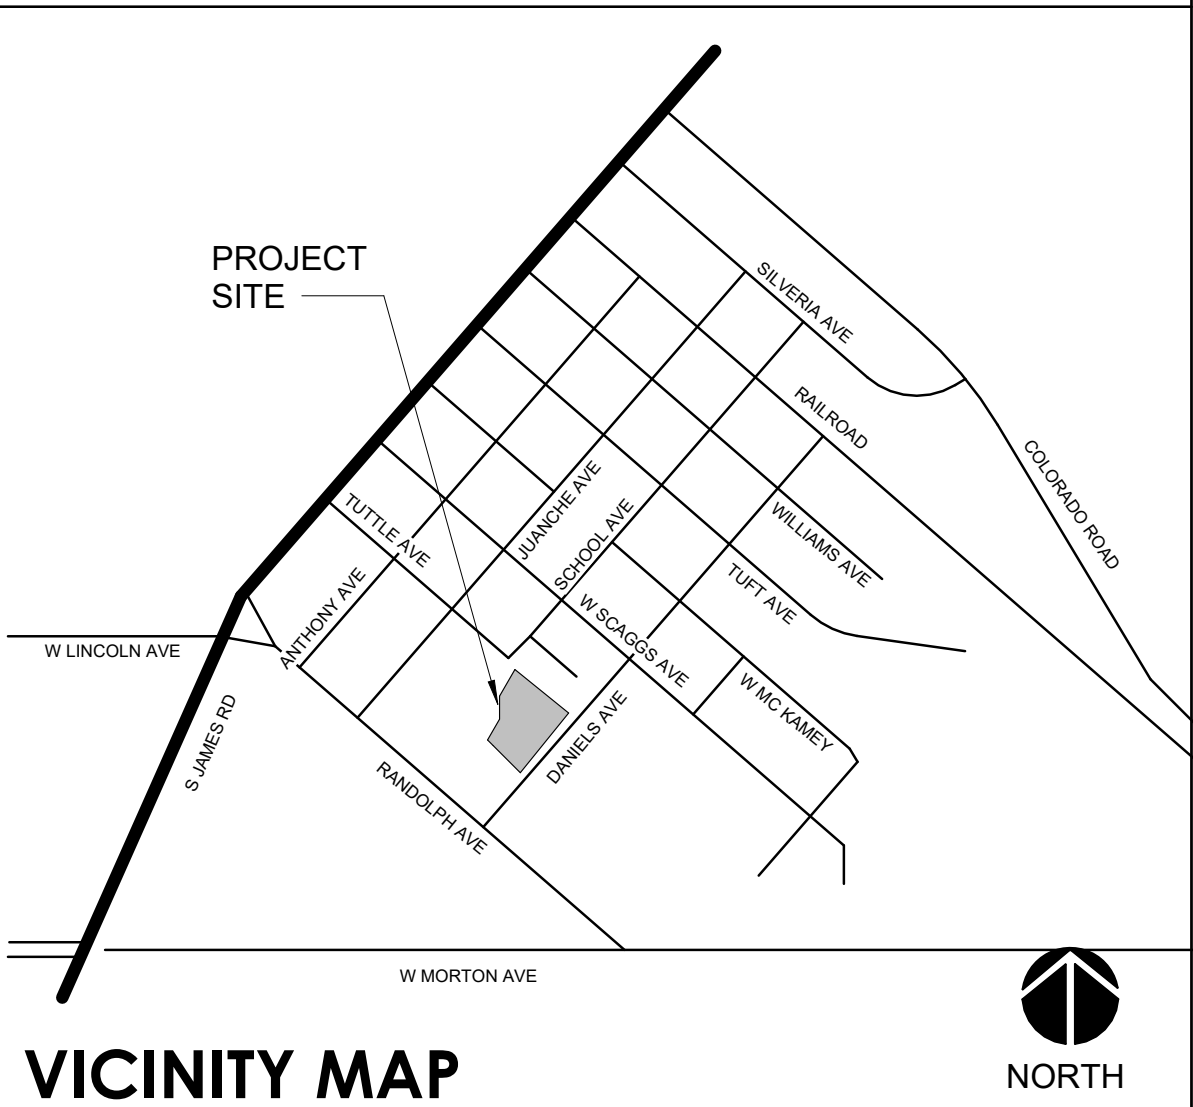 PROJECT
SITE
SILVERIA AVE
RAILROAD
COLORADO ROAD
JUANCHE AVE
SCHOOL AVE
TUTTLE AVE
WILLIAMS AVE
TUFT AVE
ANTHONY AVE
W SCAGGS AVE
W LINCOLN AVE
W MC KAMEY
S JAMES RD
DANIELS AVE
RANDOLPH AVE
W MORTON AVE
VICINITY MAP
NORTH